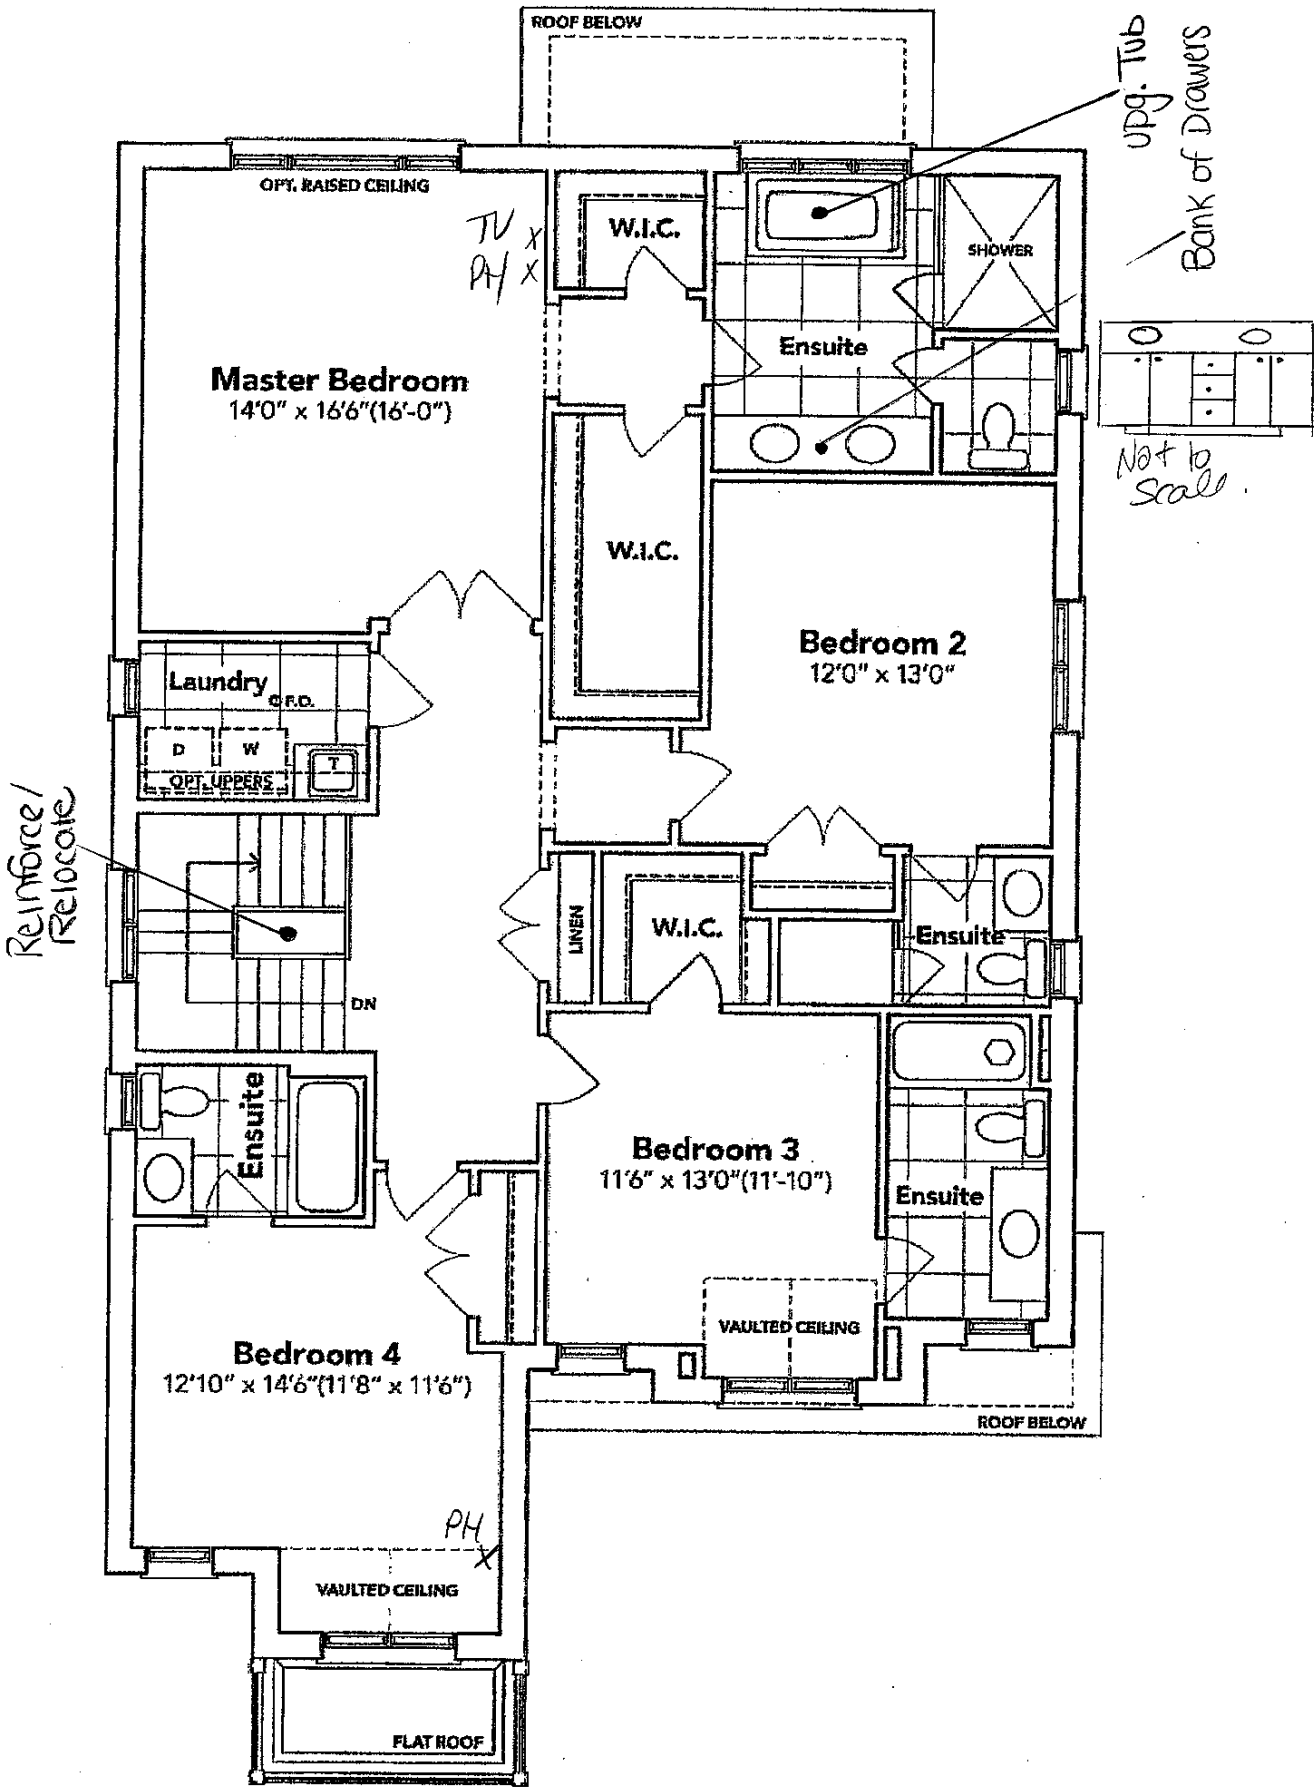 ROOF BELOW
upg. Tub
Bank of Drawers
OPT. RAISED CEILING
TV x
PH x
W.I.C.
SHOWER
Ensuite
Master Bedroom
14'0" x 16'6"(16'-0")
Not to
Scale.
W.I.C.
Bedroom 2
12'0" x 13'0"
Laundry
F.D.
D
W
T
OPT. UPPERS
Reinforce/
Relocate
LINEN
W.I.C.
Ensuite
DN
Ensuite
Bedroom 3
11'6" x 13'0"(11'-10")
Ensuite
VAULTED CEILING
Bedroom 4
12'10" x 14'6"(11'8" x 11'6")
ROOF BELOW
PH
x
VAULTED CEILING
FLAT ROOF